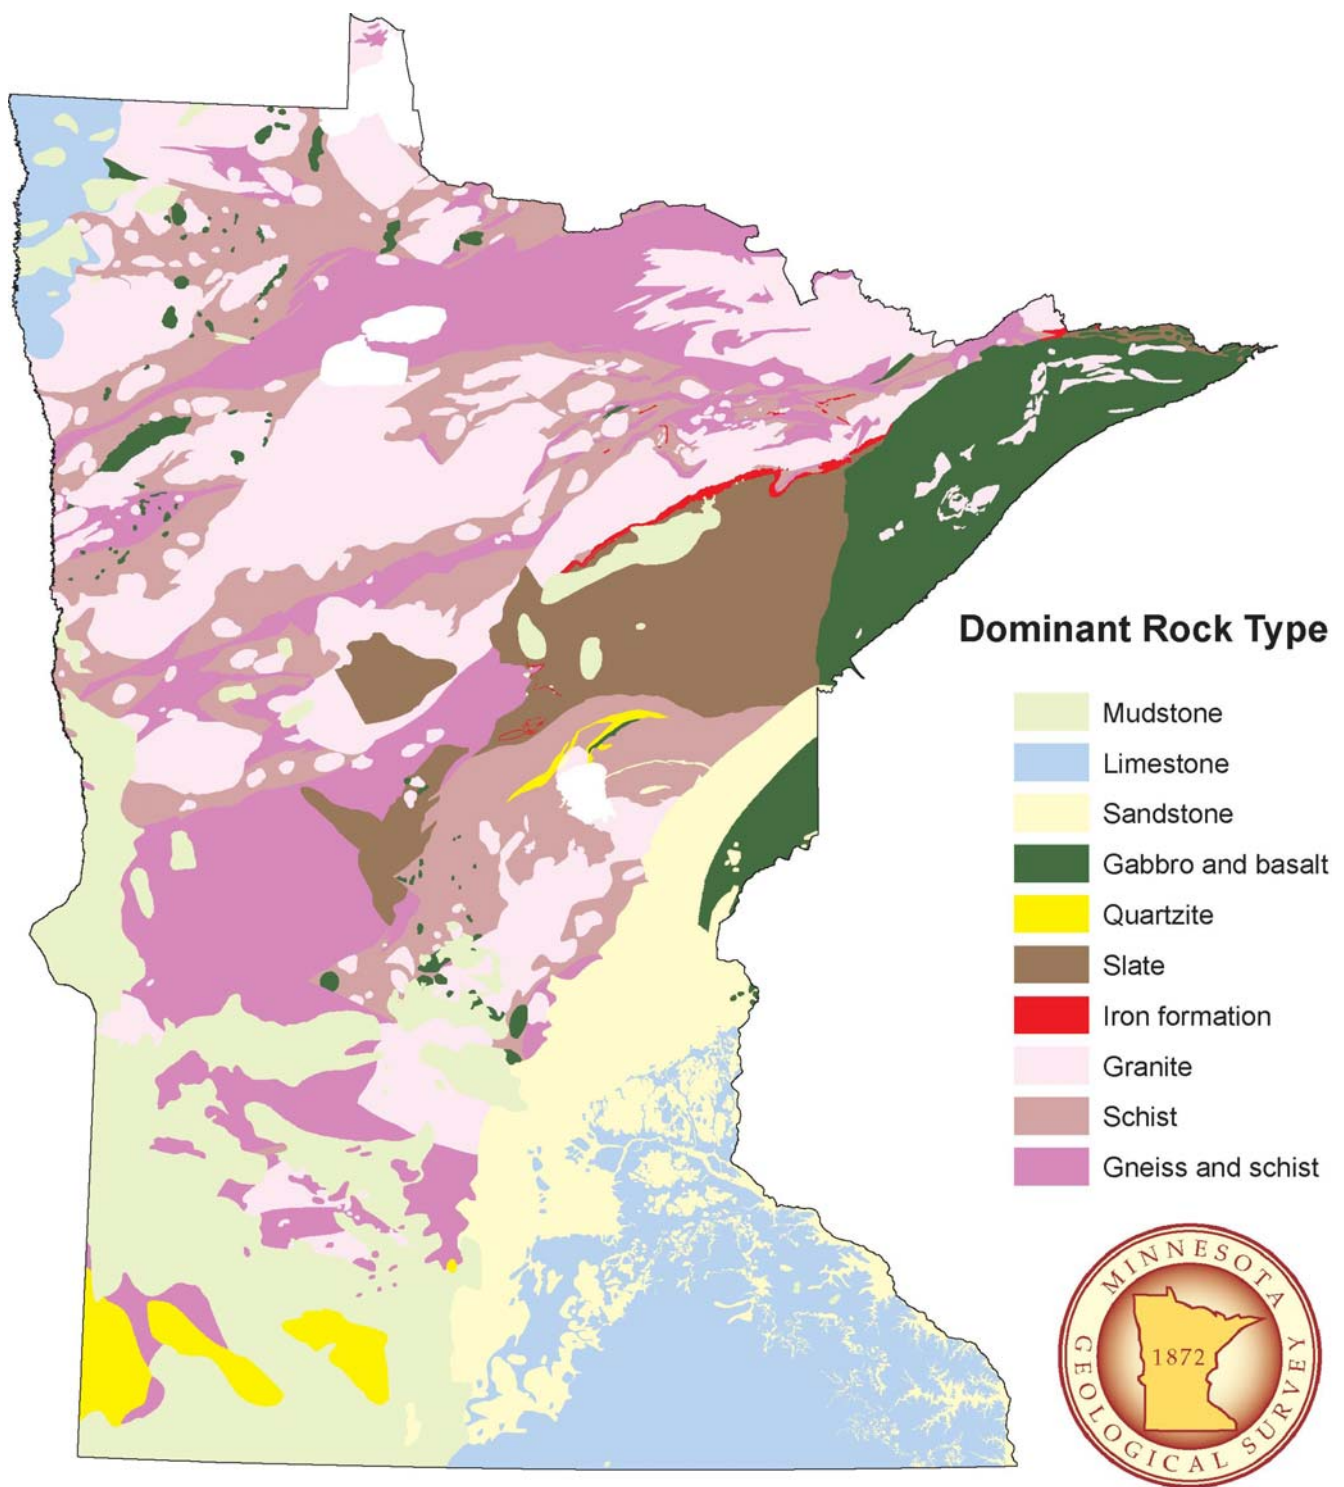 Dominant Rock Type
Mudstone
Limestone
Sandstone
Gabbro and basalt
Quartzite
Slate
Iron formation
Granite
Schist
Gneiss and schist
MINNESOTA
1872
GEOLOGICAL SURVEY